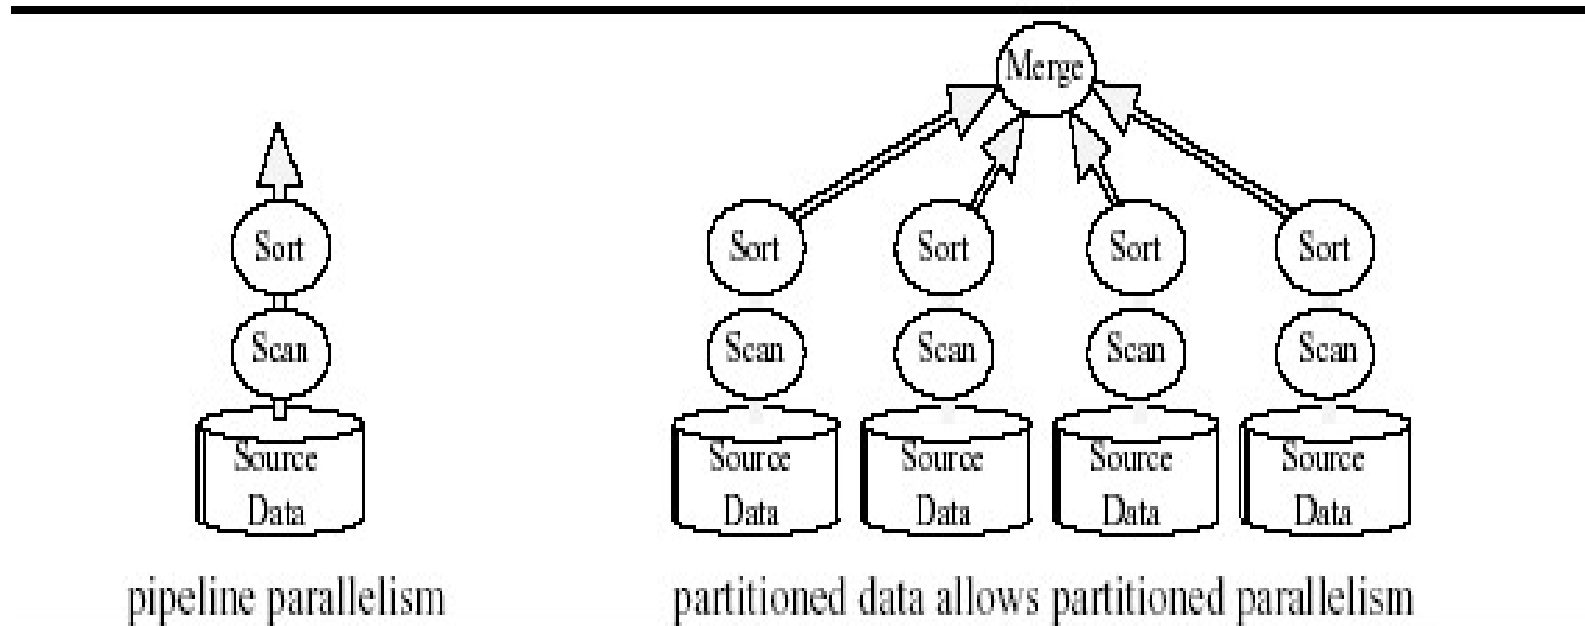 Merge
Sort
Sort
Sort
Sort
Sort
Scan
Scan
Scan
Scan
Scan
Source
Data
Source
Data
Source
Data
Source
Data
Source
Data
pipeline parallelism
partitioned data allows partitioned parallelism